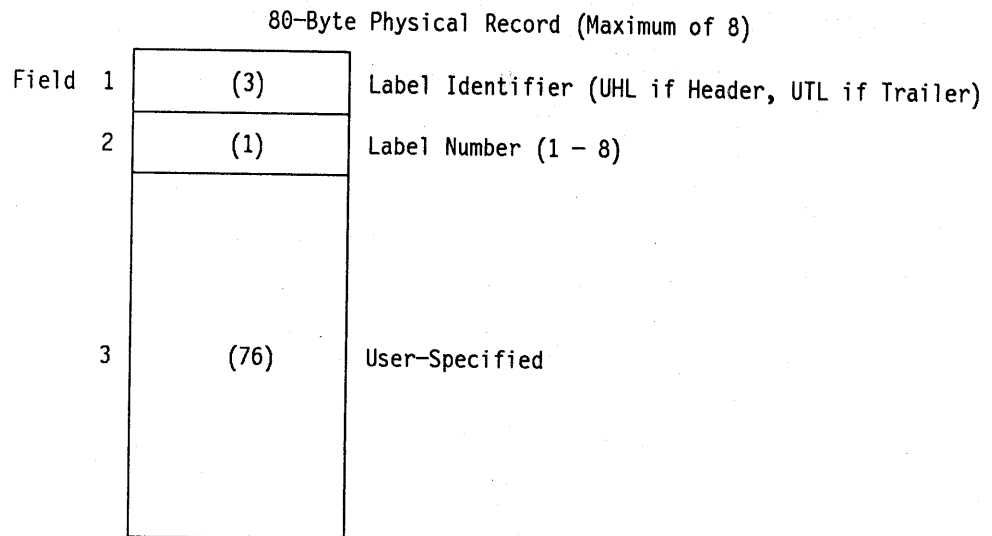 80-Byte Physical Record (Maximum of 8)
Field 1 (3) Label Identifier (UHL if Header, UTL if Trailer)
2 (1) Label Number (1 - 8)
3 (76) User-Specified